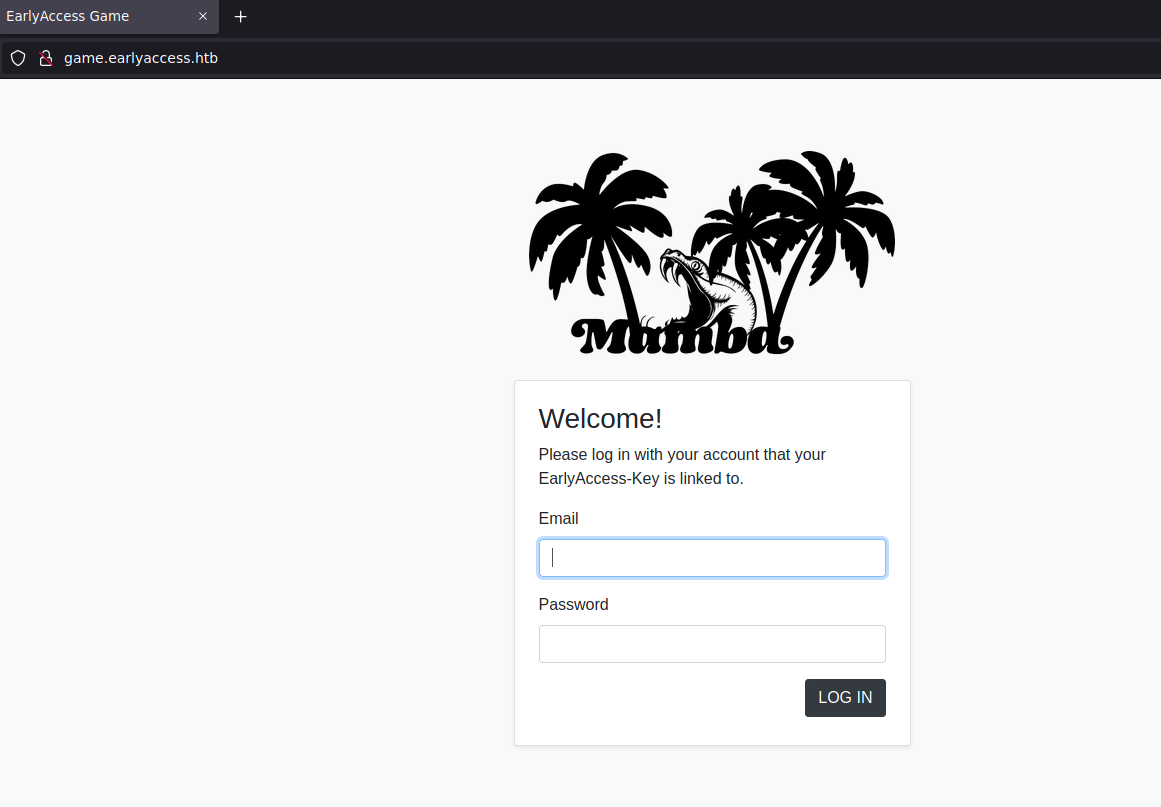 EarlyAccess Game
game.earlyaccess.htb
Mamba
Welcome!
Please log in with your account that your
EarlyAccess-Key is linked to.
Email
Password
LOG IN